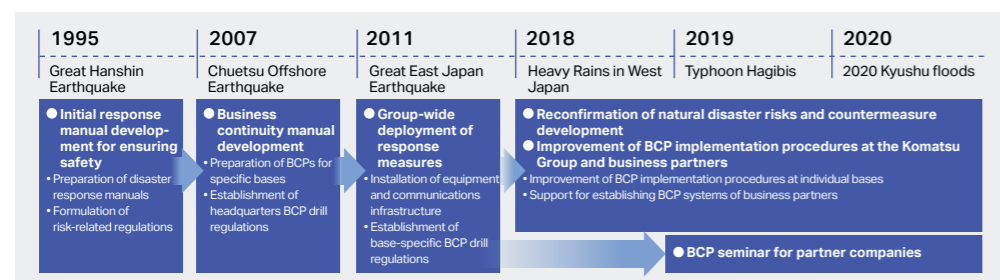 1995
2007
2011
2018
2019
2020
Great Hanshin
Earthquake
Chuetsu Offshore
Earthquake
Great East Japan
Earthquake
Heavy Rains in West
Japan
Typhoon Hagibis
2020 Kyushu floods
● Initial response
manual develop-
ment for ensuring
safety
• Preparation of disaster
response manuals
• Formulation of
risk-related regulations
● Business
continuity manual
development
• Preparation of BCPs for
specific bases
• Establishment of
headquarters BCP drill
regulations
● Group-wide
deployment of
response
measures
• Installation of equipment
and communications
infrastructure
• Establishment of
base-specific BCP drill
regulations
● Reconfirmation of natural disaster risks and countermeasure
development
● Improvement of BCP implementation procedures at the Komatsu
Group and business partners
• Improvement of BCP implementation procedures at individual bases
• Support for establishing BCP systems of business partners
● BCP seminar for partner companies